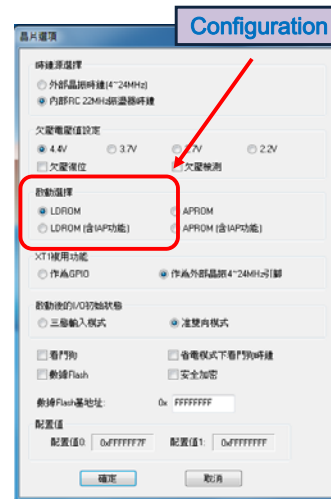 Configuration
晶片選項
時鐘源選擇
外部晶振時鐘(4~24MHz)
內部RC 22MHz振盪器時鐘
欠壓電壓值設定
4.4V 3.7V 2.7V 2.2V
欠壓復位 欠壓檢測
啟動選擇
LDROM APROM
LDROM (含IAP功能) APROM (含IAP功能)
XT1複用功能
作為GPIO 作為外部晶振4~24MHz引腳
啟動後的I/O初始狀態
三態輸入模式 準雙向模式
看門狗 省電模式下看門狗時鐘
數據Flash 安全加密
數據Flash基地址: 0x FFFFFFFF
配置值
配置值0: 0xFFFFFF7F 配置值1: 0xFFFFFFFF
確定 取消